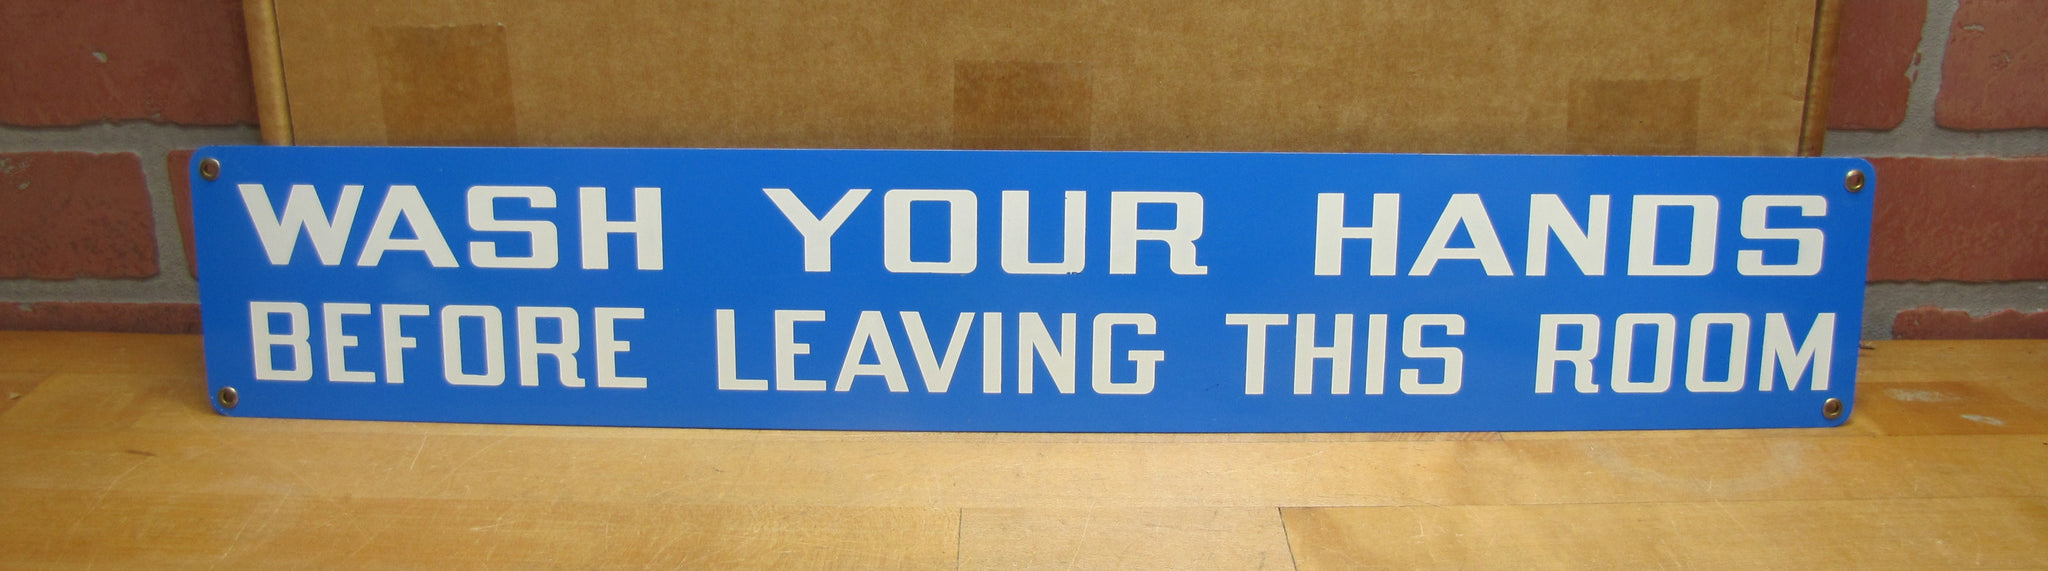 WASH YOUR HANDS
BEFORE LEAVING THIS ROOM